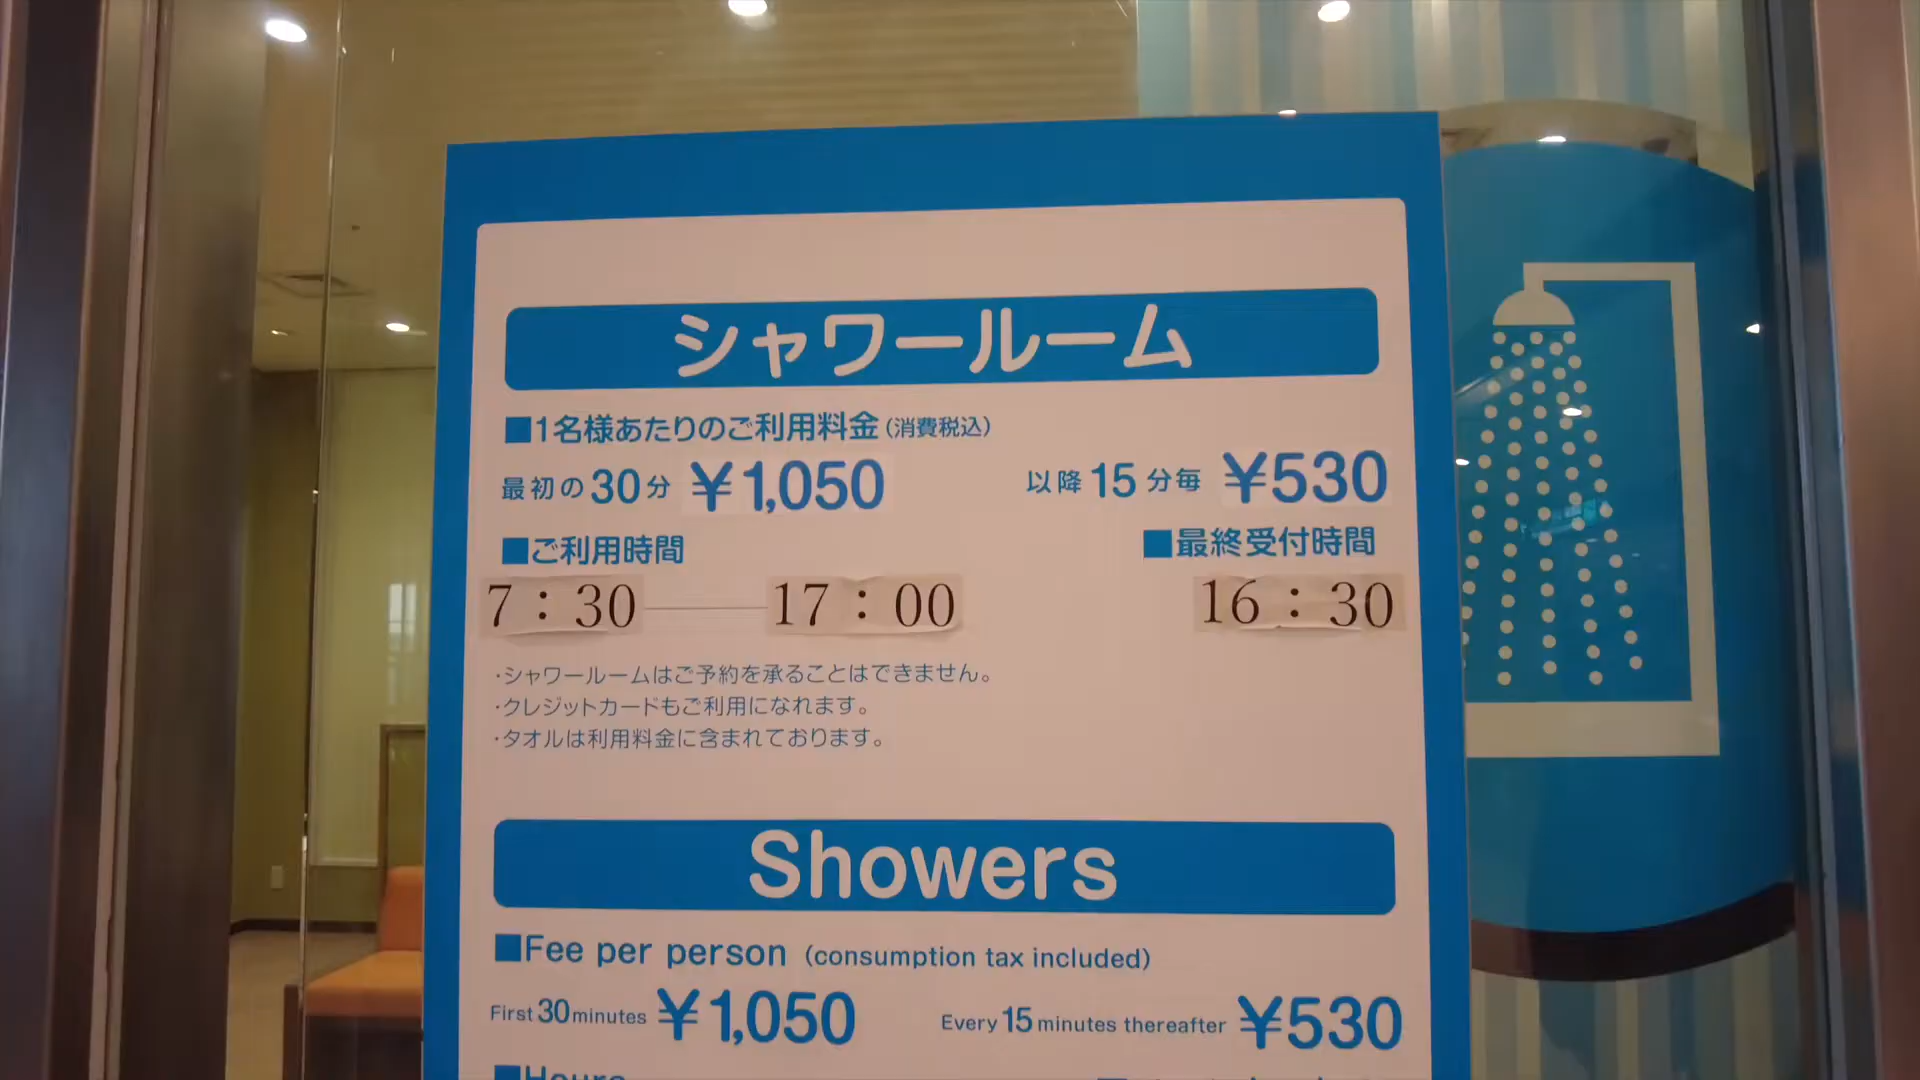 シャワールーム
■1名様あたりのご利用料金(消費税込)
最初の30分 ¥1,050 以降15分毎 ¥530
■ご利用時間 ■最終受付時間
7:30 — 17:00 16:30
・シャワールームはご予約を承ることはできません。
・クレジットカードもご利用になれます。
・タオルは利用料金に含まれております。
Showers
■Fee per person (consumption tax included)
First 30 minutes ¥1,050 Every 15 minutes thereafter ¥530
■Hours